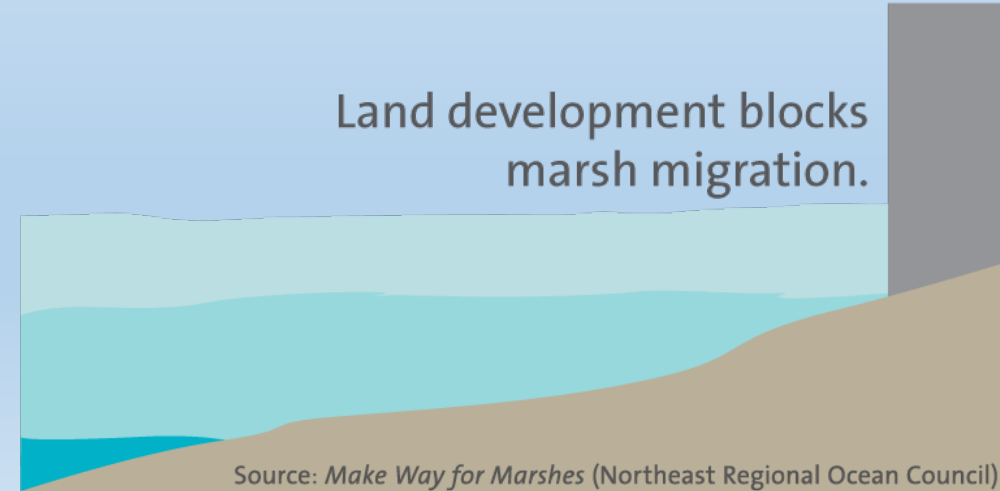 Land development blocks
marsh migration.
Source: Make Way for Marshes (Northeast Regional Ocean Council)